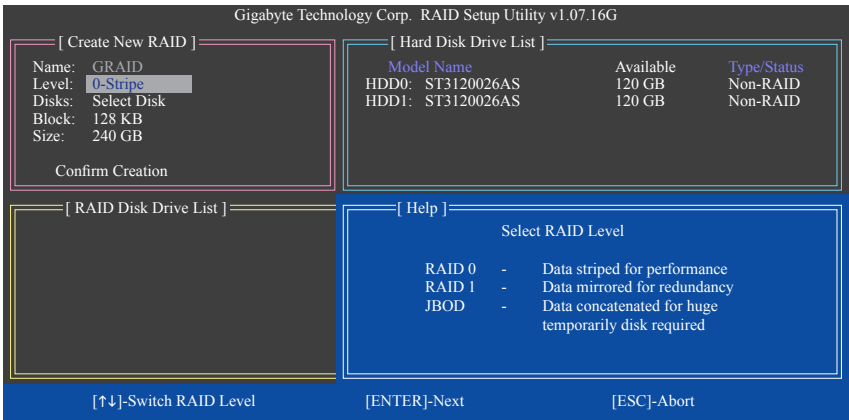 Gigabyte Technology Corp. RAID Setup Utility v1.07.16G
[ Create New RAID ]
Name: GRAID
Level: 0-Stripe
Disks: Select Disk
Block: 128 KB
Size: 240 GB
Confirm Creation
[ Hard Disk Drive List ]
Model Name Available Type/Status
HDD0: ST3120026AS 120 GB Non-RAID
HDD1: ST3120026AS 120 GB Non-RAID
[ RAID Disk Drive List ]
[ Help ]
Select RAID Level
RAID 0 - Data striped for performance
RAID 1 - Data mirrored for redundancy
JBOD - Data concatenated for huge
temporarily disk required
[↑↓]-Switch RAID Level [ENTER]-Next [ESC]-Abort